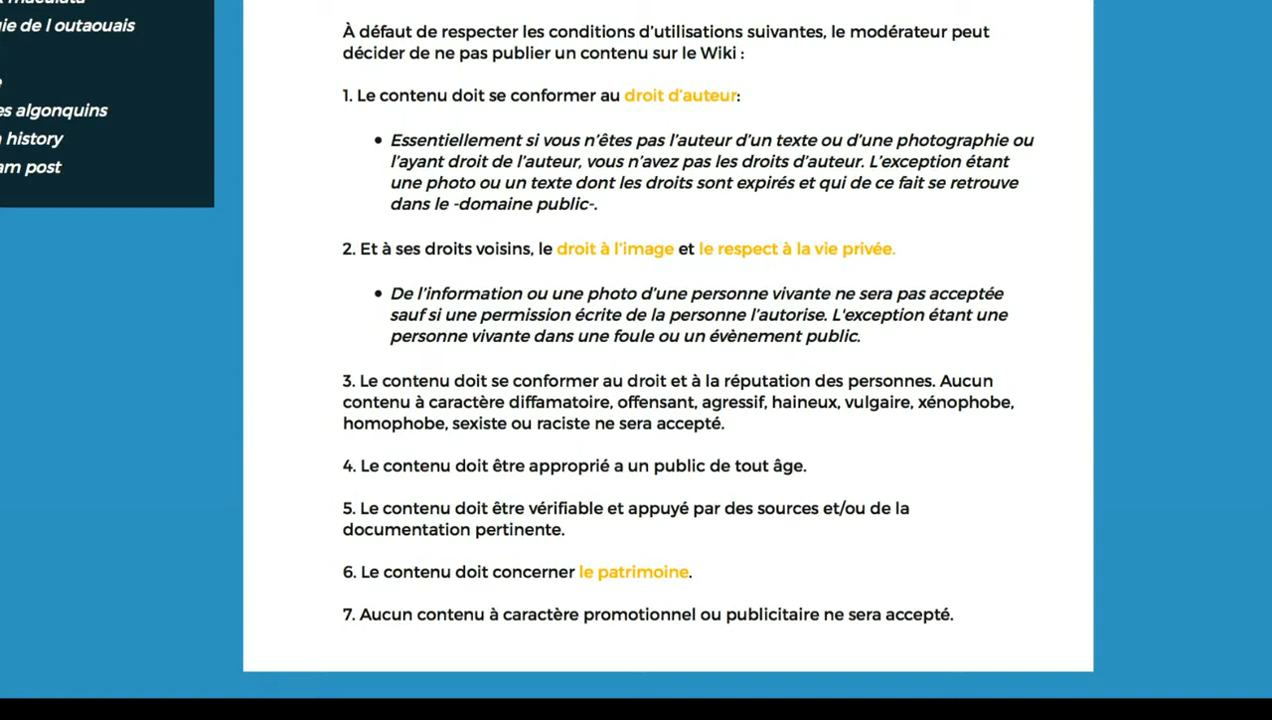 ie de l outaouais
es algonquins
history
am post
À défaut de respecter les conditions d’utilisations suivantes, le modérateur peut
décider de ne pas publier un contenu sur le Wiki :
1. Le contenu doit se conformer au droit d’auteur:
• Essentiellement si vous n’êtes pas l’auteur d’un texte ou d’une photographie ou
l’ayant droit de l’auteur, vous n’avez pas les droits d’auteur. L’exception étant
une photo ou un texte dont les droits sont expirés et qui de ce fait se retrouve
dans le -domaine public-.
2. Et à ses droits voisins, le droit à l’image et le respect à la vie privée.
• De l’information ou une photo d’une personne vivante ne sera pas acceptée
sauf si une permission écrite de la personne l’autorise. L'exception étant une
personne vivante dans une foule ou un évènement public.
3. Le contenu doit se conformer au droit et à la réputation des personnes. Aucun
contenu à caractère diffamatoire, offensant, agressif, haineux, vulgaire, xénophobe,
homophobe, sexiste ou raciste ne sera accepté.
4. Le contenu doit être approprié a un public de tout âge.
5. Le contenu doit être vérifiable et appuyé par des sources et/ou de la
documentation pertinente.
6. Le contenu doit concerner le patrimoine.
7. Aucun contenu à caractère promotionnel ou publicitaire ne sera accepté.